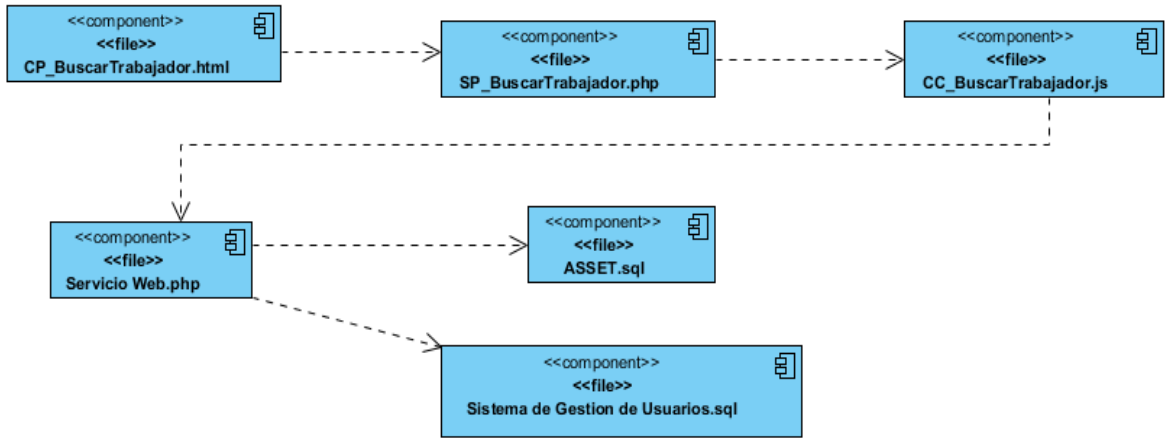 <<component>>
<<file>>
CP_BuscarTrabajador.html
<<component>>
<<file>>
SP_BuscarTrabajador.php
<<component>>
<<file>>
CC_BuscarTrabajador.js
<<component>>
<<file>>
Servicio Web.php
<<component>>
<<file>>
ASSET.sql
<<component>>
<<file>>
Sistema de Gestion de Usuarios.sql